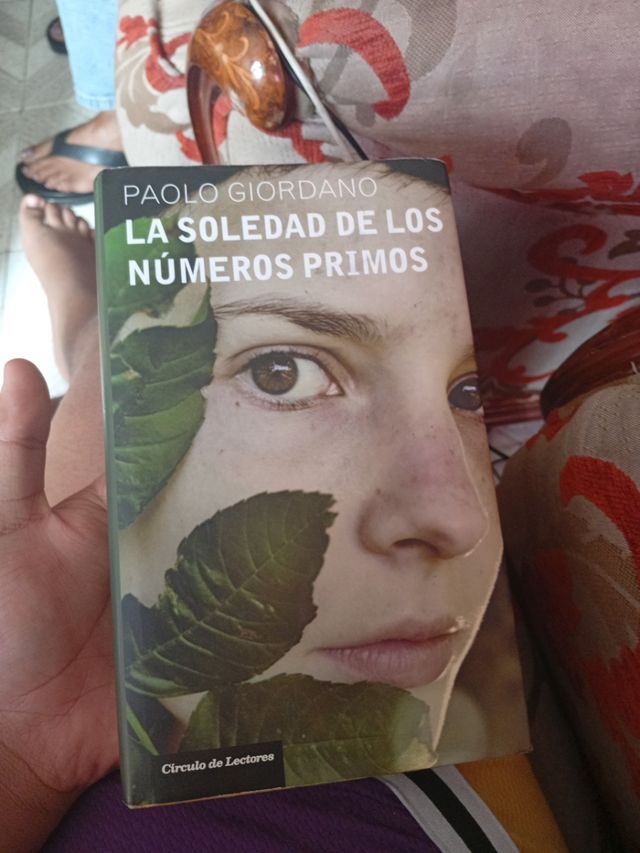 PAOLO GIORDANO
LA SOLEDAD DE LOS
NÚMEROS PRIMOS
Círculo de Lectores